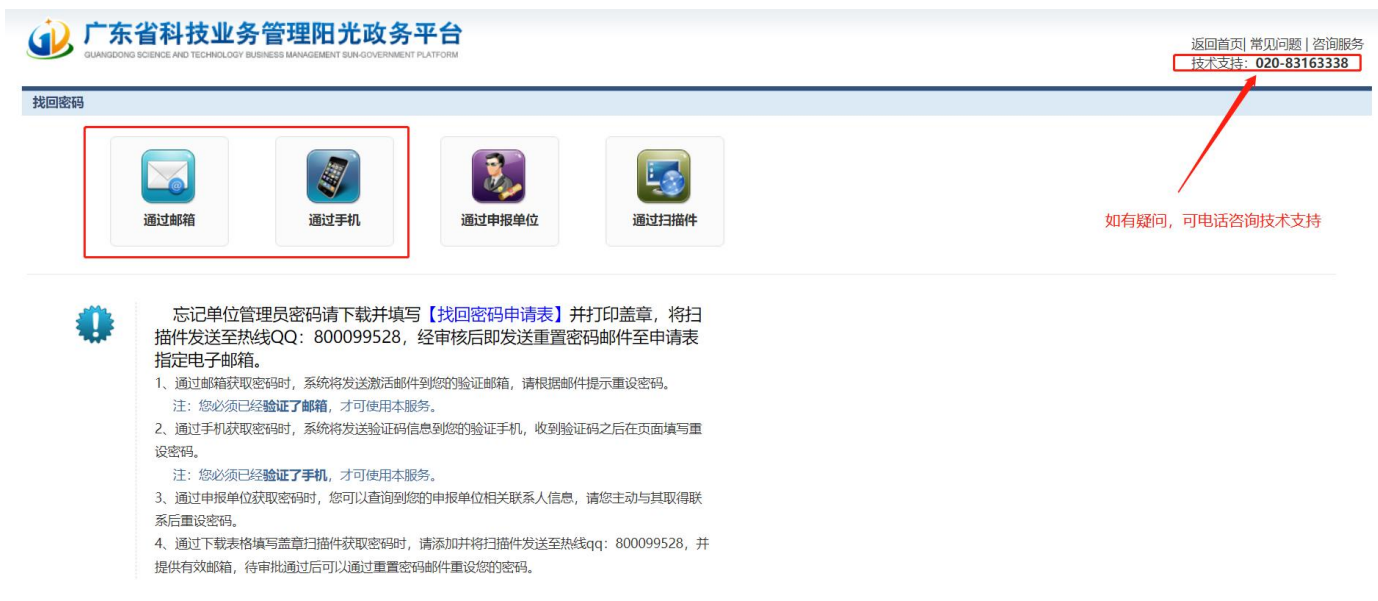 广东省科技业务管理阳光政务平台
GUANGDONG SCIENCE AND TECHNOLOGY BUSINESS MANAGEMENT SUN-GOVERNMENT PLATFORM
返回首页| 常见问题 | 咨询服务
技术支持：020-83163338
找回密码
通过邮箱 通过手机 通过申报单位 通过扫描件
如有疑问，可电话咨询技术支持
忘记单位管理员密码请下载并填写【找回密码申请表】并打印盖章，将扫
描件发送至热线QQ：800099528，经审核后即发送重置密码邮件至申请表
指定电子邮箱。
1、通过邮箱获取密码时，系统将发送激活邮件到您的验证邮箱，请根据邮件提示重设密码。
注：您必须已经验证了邮箱，才可使用本服务。
2、通过手机获取密码时，系统将发送验证码信息到您的验证手机，收到验证码之后在页面填写重
设密码。
注：您必须已经验证了手机，才可使用本服务。
3、通过申报单位获取密码时，您可以查询到您的申报单位相关联系人信息，请您主动与其取得联
系后重设密码。
4、通过下载表格填写盖章扫描件获取密码时，请添加并将扫描件发送至热线qq：800099528，并
提供有效邮箱，待审批通过后可以通过重置密码邮件重设您的密码。